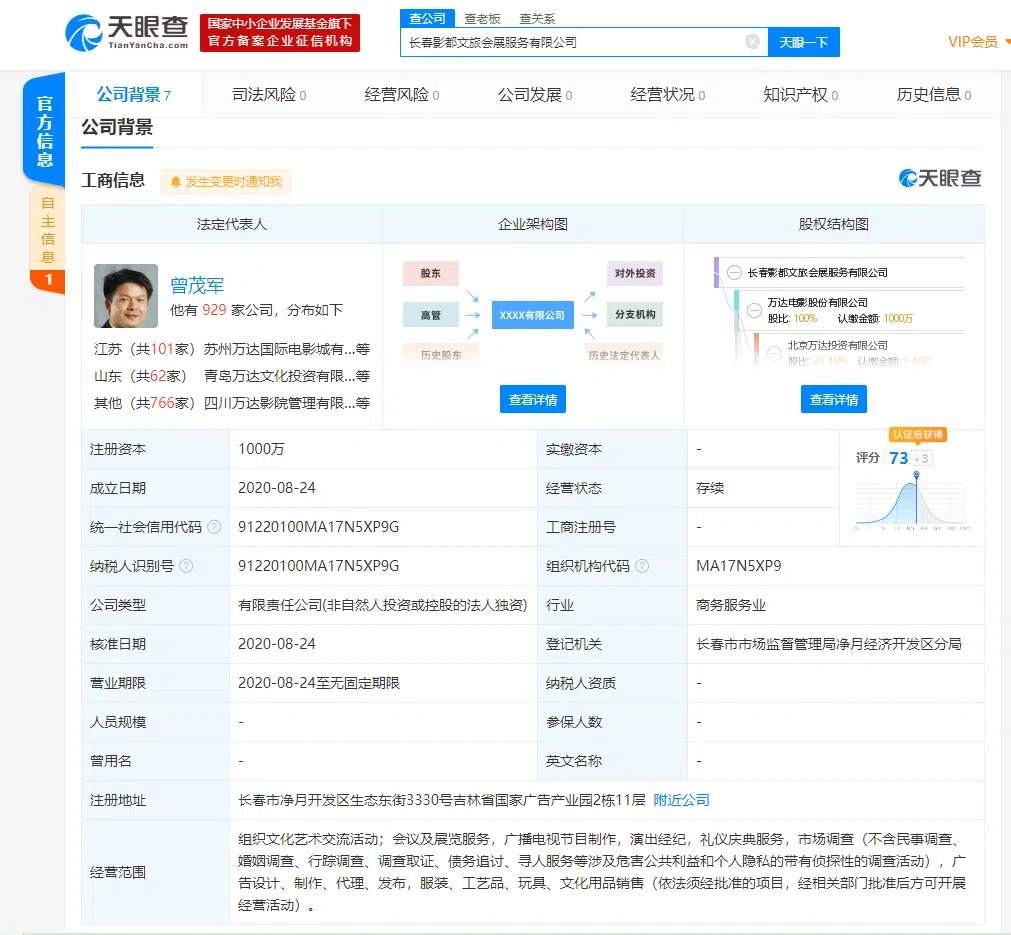 天眼查
TianYanCha.com
国家中小企业发展基金旗下
官方备案企业征信机构
查公司 查老板 查关系
长春影都文旅会展服务有限公司 天眼一下
VIP会员
官方信息
自主信息
1
公司背景 7 司法风险 0 经营风险 0 公司发展 0 经营状况 0 知识产权 0 历史信息 0
公司背景
工商信息 发生变更时通知我 天眼查
法定代表人 企业架构图 股权结构图
曾茂军
他有 929 家公司，分布如下
江苏（共101家） 苏州万达国际电影城有...等
山东（共62家） 青岛万达文化投资有限...等
其他（共766家） 四川万达影院管理有限...等
股东 对外投资
高管 XXXX有限公司 分支机构
历史股东 历史法定代表人
查看详情
长春影都文旅会展服务有限公司
万达电影股份有限公司
股比: 100% 认缴金额: 1000万
北京万达投资有限公司
股比: 45.46% 认缴金额: 9.45亿
查看详情
注册资本 1000万 实缴资本 -
认证后获得
评分 73 +3
成立日期 2020-08-24 经营状态 存续
统一社会信用代码 91220100MA17N5XP9G 工商注册号 -
纳税人识别号 91220100MA17N5XP9G 组织机构代码 MA17N5XP9
公司类型 有限责任公司(非自然人投资或控股的法人独资) 行业 商务服务业
核准日期 2020-08-24 登记机关 长春市市场监督管理局净月经济开发区分局
营业期限 2020-08-24至无固定期限 纳税人资质 -
人员规模 - 参保人数 -
曾用名 - 英文名称 -
注册地址 长春市净月开发区生态东街3330号吉林省国家广告产业园2栋11层 附近公司
经营范围
组织文化艺术交流活动；会议及展览服务，广播电视节目制作，演出经纪，礼仪庆典服务，市场调查（不含民事调查、
婚姻调查、行踪调查、调查取证、债务追讨、寻人服务等涉及危害公共利益和个人隐私的带有侦探性的调查活动），广
告设计、制作、代理、发布，服装、工艺品、玩具、文化用品销售（依法须经批准的项目，经相关部门批准后方可开展
经营活动）。